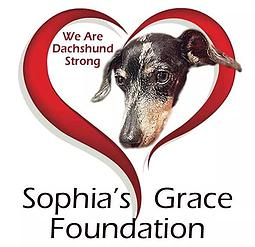 We Are
Dachshund
Strong
Sophia's Grace
Foundation